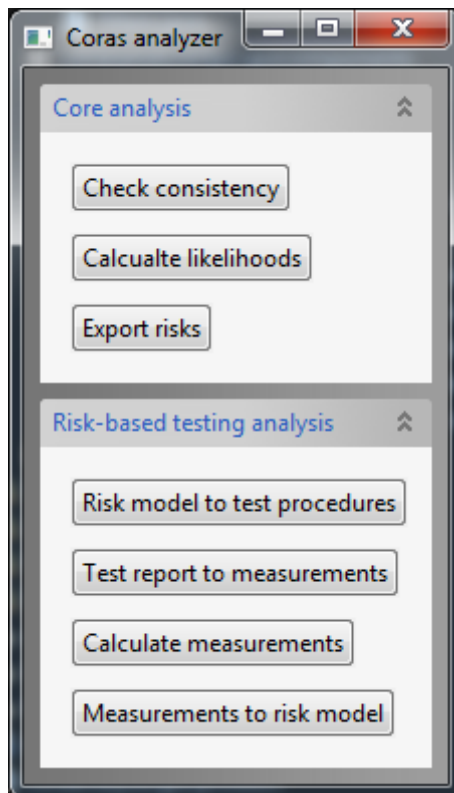 Coras analyzer
Core analysis
Check consistency
Calcualte likelihoods
Export risks
Risk-based testing analysis
Risk model to test procedures
Test report to measurements
Calculate measurements
Measurements to risk model